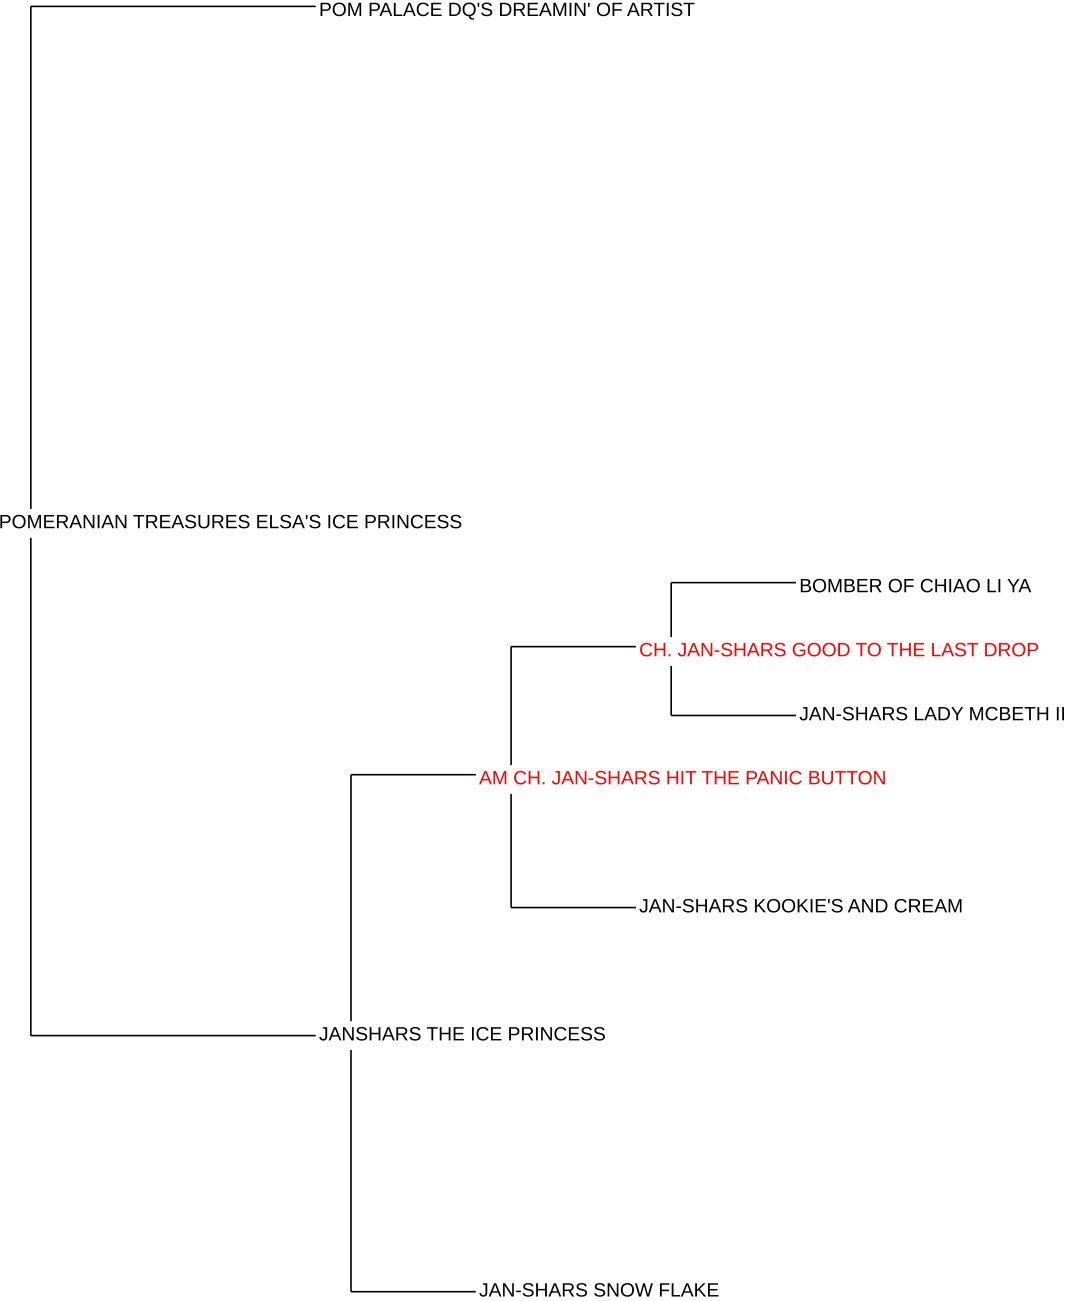 POM PALACE DQ'S DREAMIN' OF ARTIST
POMERANIAN TREASURES ELSA'S ICE PRINCESS
BOMBER OF CHIAO LI YA
CH. JAN-SHARS GOOD TO THE LAST DROP
JAN-SHARS LADY MCBETH II
AM CH. JAN-SHARS HIT THE PANIC BUTTON
JAN-SHARS KOOKIE'S AND CREAM
JANSHARS THE ICE PRINCESS
JAN-SHARS SNOW FLAKE